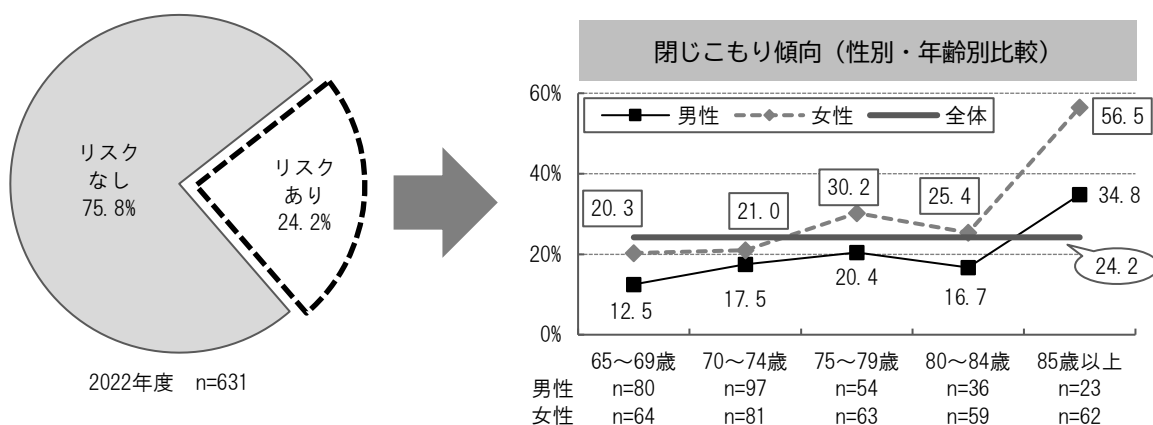 リスク
なし
75.8%
リスク
あり
24.2%
2022年度 n=631
閉じこもり傾向（性別・年齢別比較）
男性 女性 全体
60%
40%
20%
0%
20.3
21.0
30.2
25.4
56.5
12.5
17.5
20.4
16.7
34.8
24.2
65～69歳 70～74歳 75～79歳 80～84歳 85歳以上
男性 n=80 n=97 n=54 n=36 n=23
女性 n=64 n=81 n=63 n=59 n=62